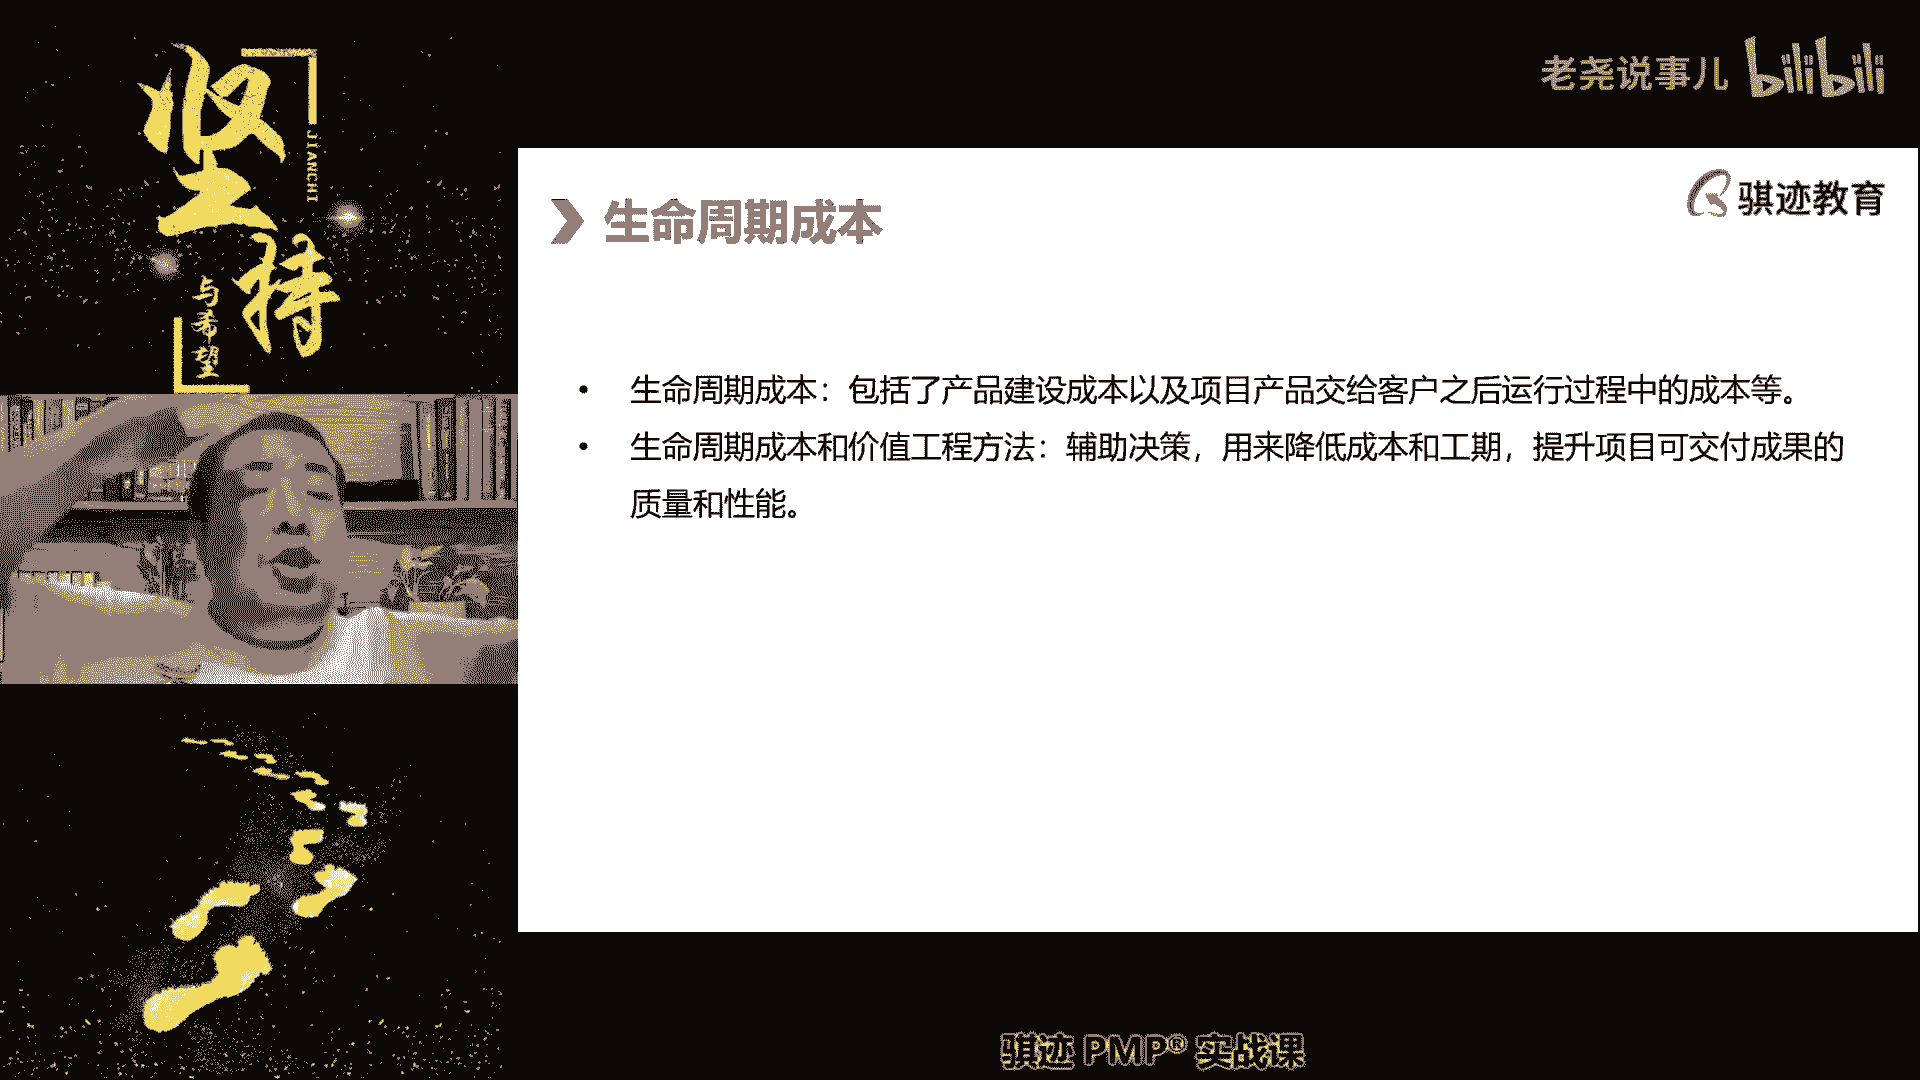 坚持
JIANCHI
与希望
老尧说事儿 bilibili
骐迹教育
生命周期成本
• 生命周期成本：包括了产品建设成本以及项目产品交给客户之后运行过程中的成本等。
• 生命周期成本和价值工程方法：辅助决策，用来降低成本和工期，提升项目可交付成果的
质量和性能。
骐迹 PMP® 实战课